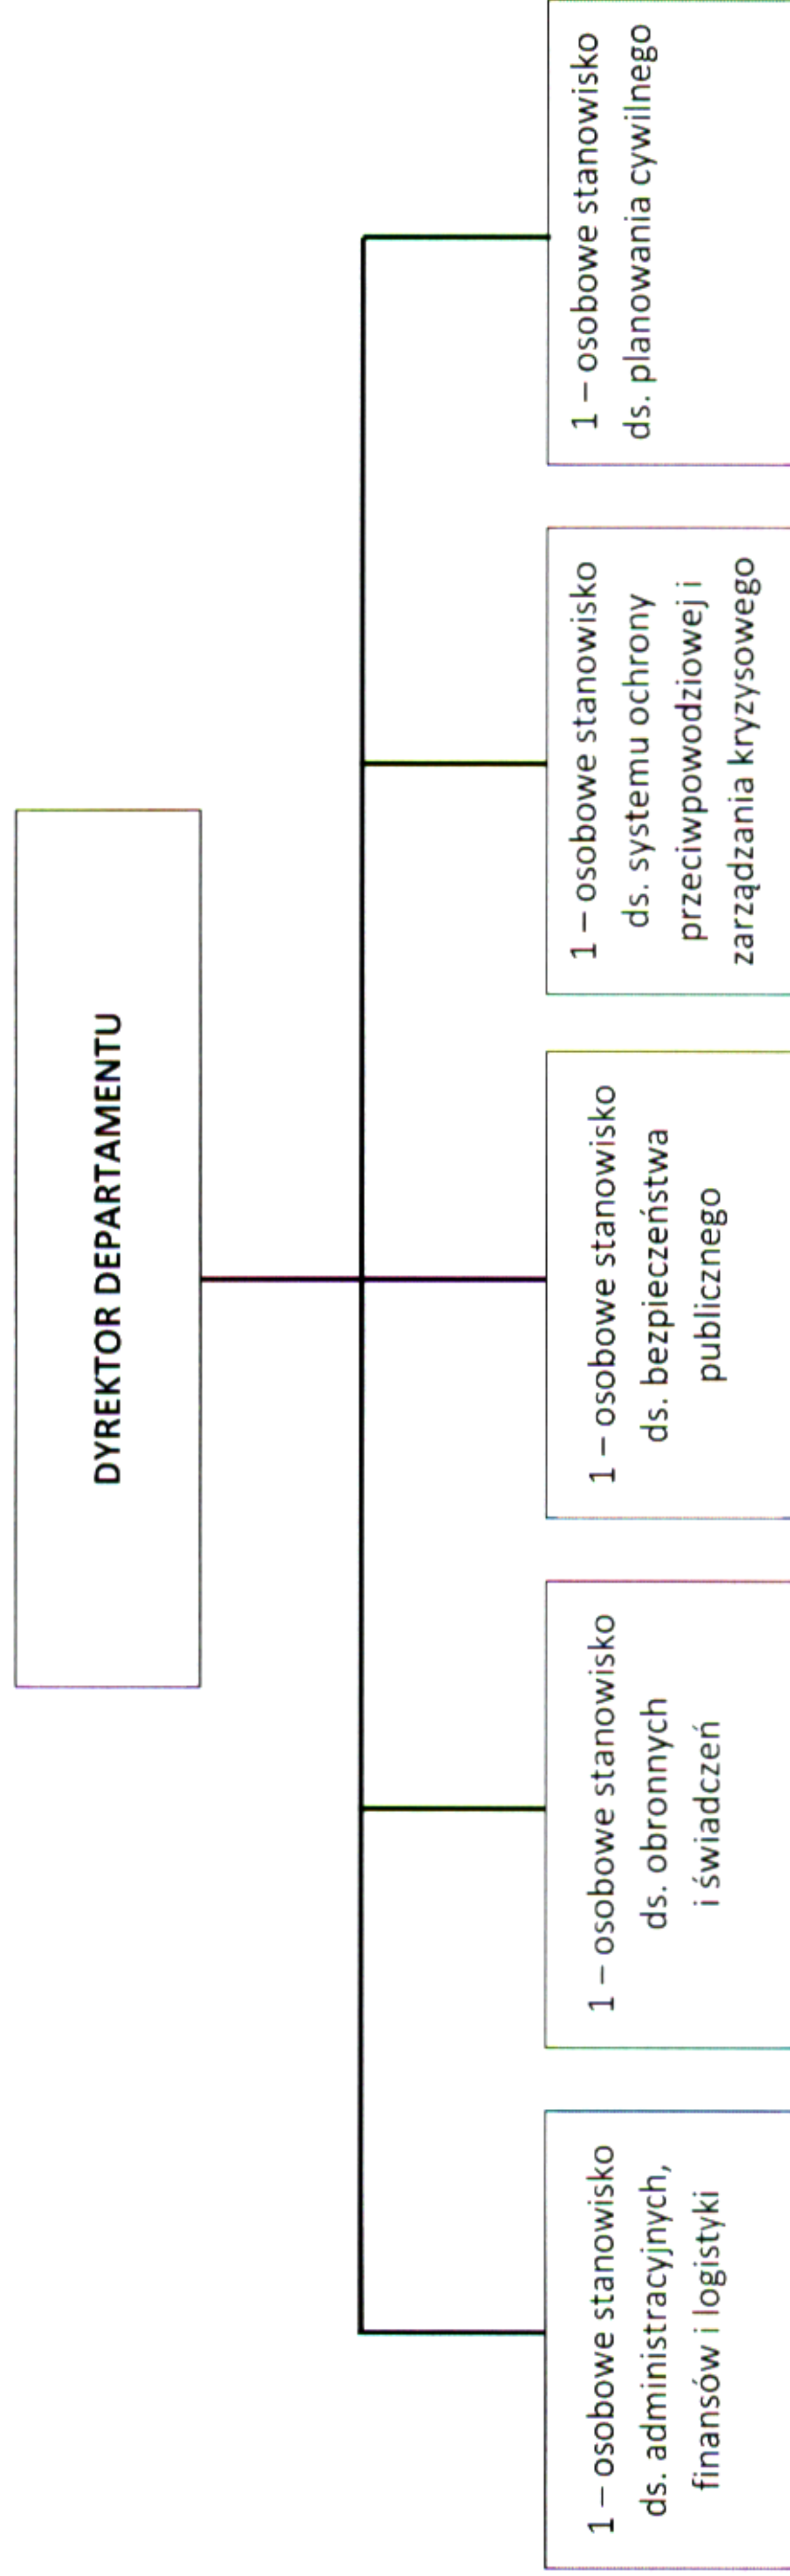 DYREKTOR DEPARTAMENTU
1 – osobowe stanowisko
ds. administracyjnych,
finansów i logistyki
1 – osobowe stanowisko
ds. obronnych
i świadczeń
1 – osobowe stanowisko
ds. bezpieczeństwa
publicznego
1 – osobowe stanowisko
ds. systemu ochrony
przeciwpowodziowej i
zarządzania kryzysowego
1 – osobowe stanowisko
ds. planowania cywilnego